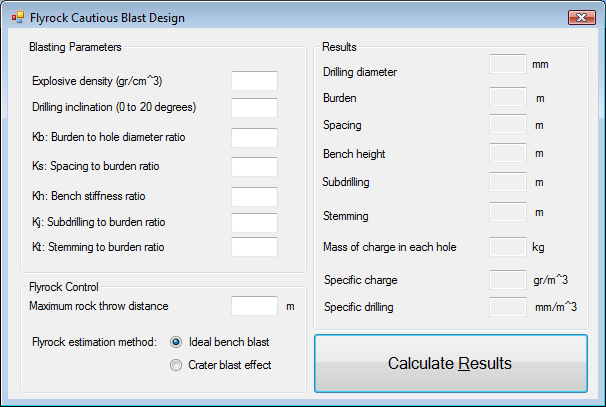 Flyrock Cautious Blast Design
Blasting Parameters
Explosive density (gr/cm^3)
Drilling inclination (0 to 20 degrees)
Kb: Burden to hole diameter ratio
Ks: Spacing to burden ratio
Kh: Bench stiffness ratio
Kj: Subdrilling to burden ratio
Kt: Stemming to burden ratio
Flyrock Control
Maximum rock throw distance m
Flyrock estimation method: Ideal bench blast
Crater blast effect
Results
Drilling diameter mm
Burden m
Spacing m
Bench height m
Subdrilling m
Stemming m
Mass of charge in each hole kg
Specific charge gr/m^3
Specific drilling mm/m^3
Calculate Results